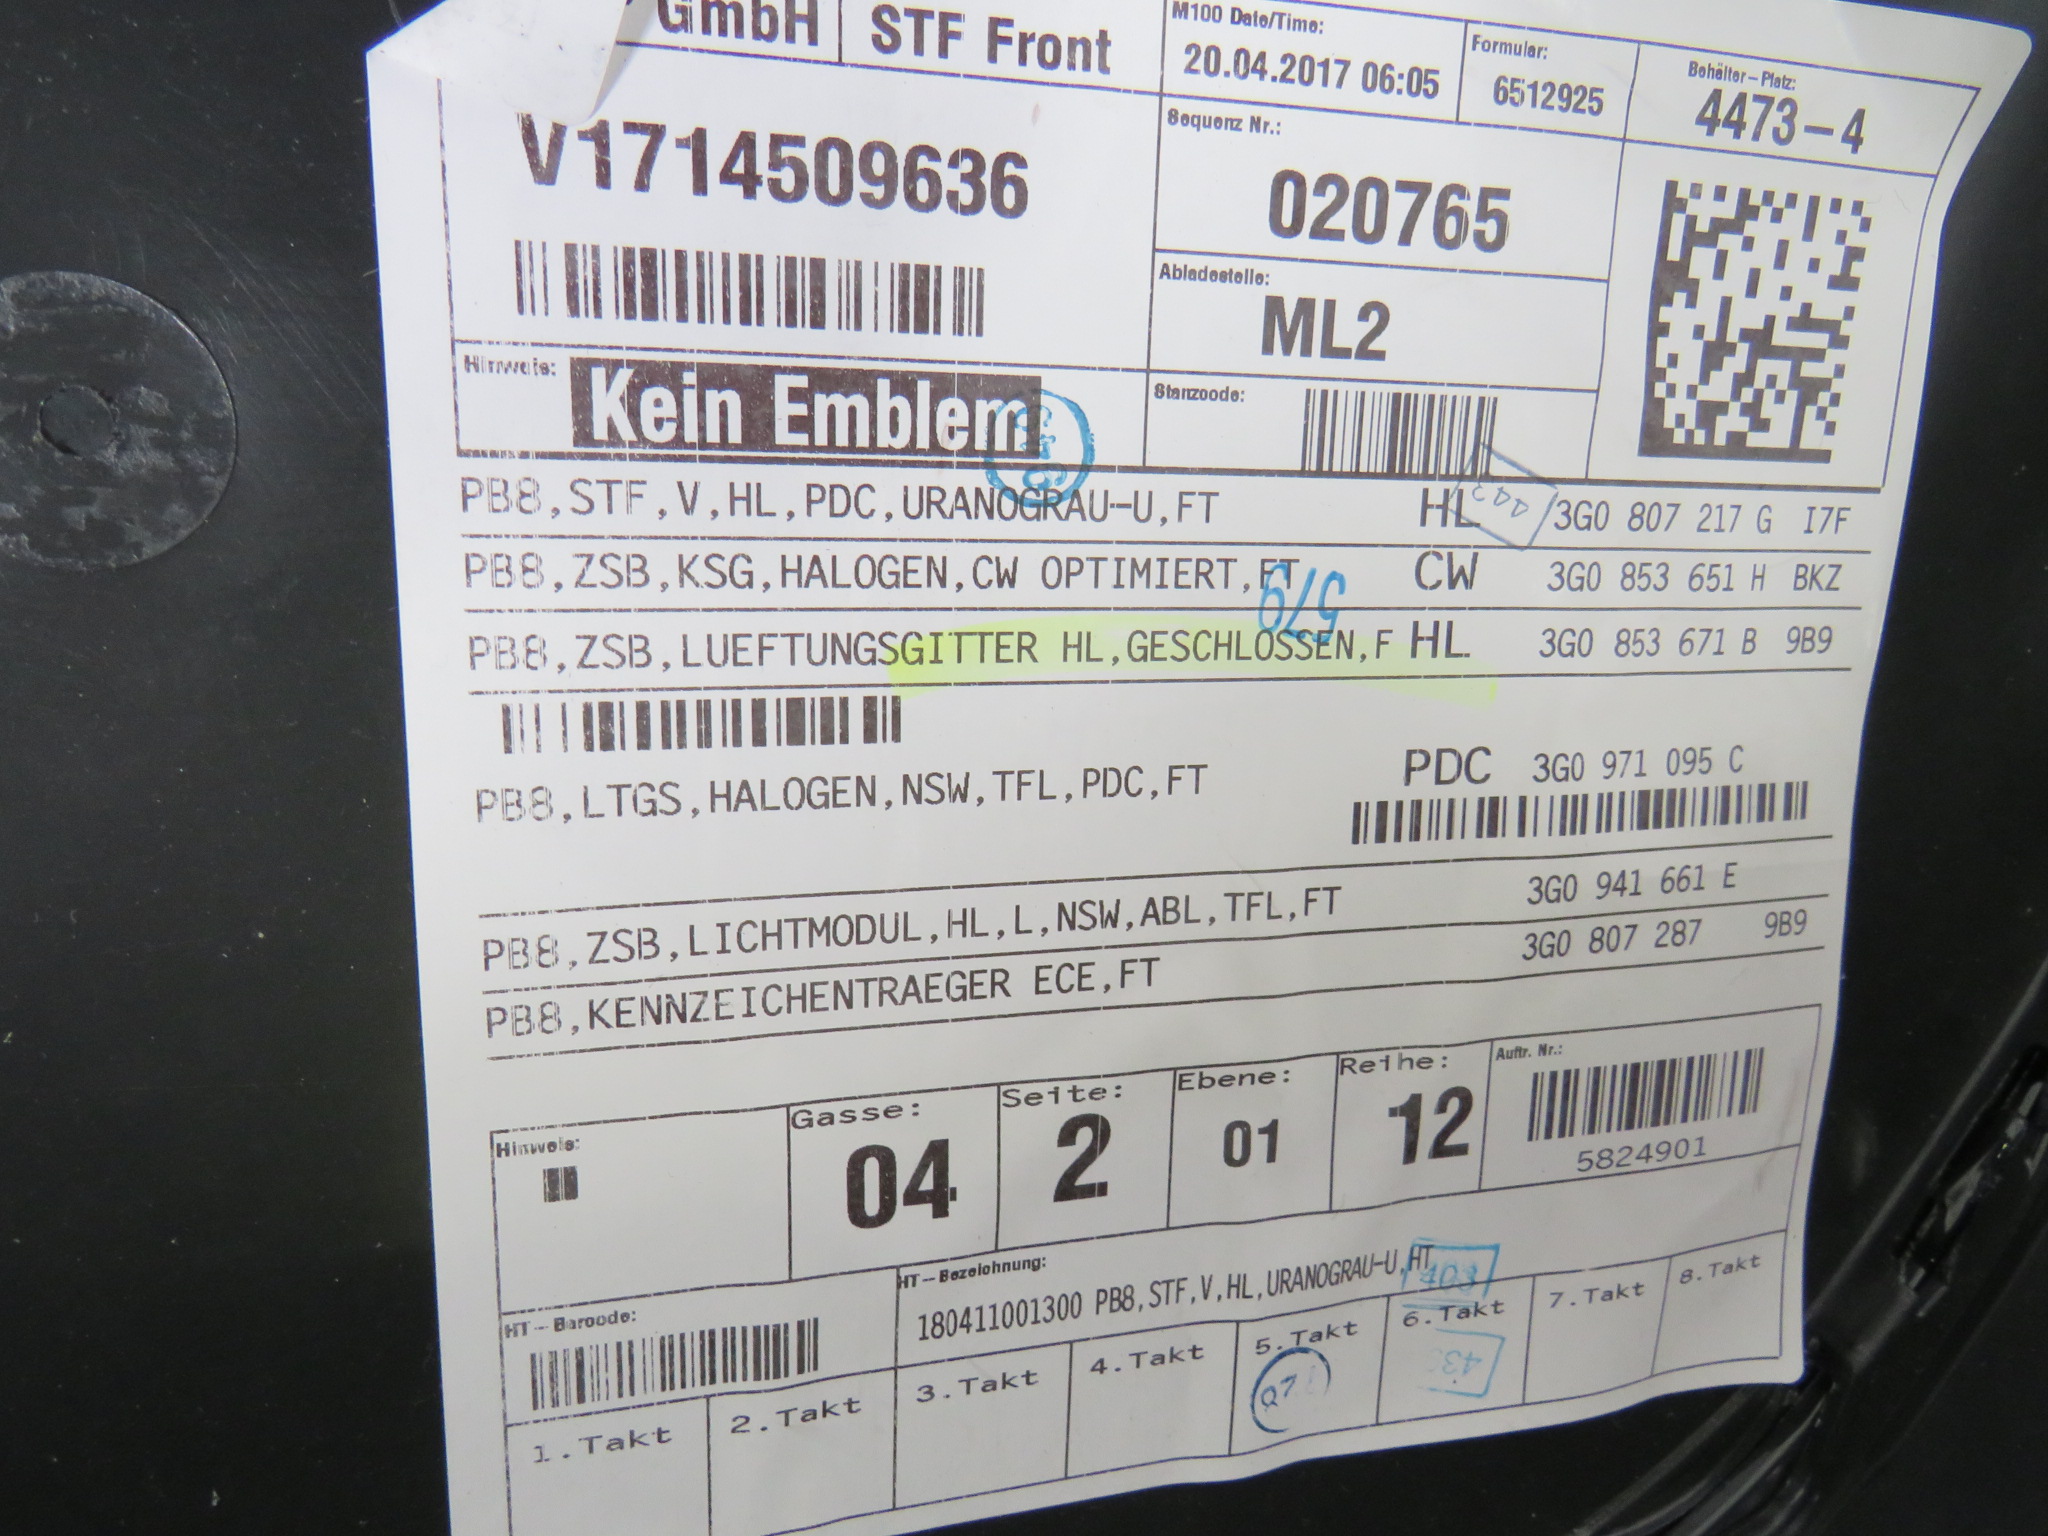 GmbH STF Front
M100 Date/Time:
20.04.2017 06:05
Formular:
6512925
Behälter-Platz:
4473-4
V1714509636
Sequenz Nr.:
020765
Abladestelle:
ML2
Hinweis:
Kein Emblem
Stanzcode:
PB8,STF,V,HL,PDC,URANOGRAU-U,FT HL 3G0 807 217 G I7F
443
PB8,ZSB,KSG,HALOGEN,CW OPTIMIERT,FT CW 3G0 853 651 H BKZ
579
PB8,ZSB,LUEFTUNGSGITTER HL,GESCHLOSSEN,F HL 3G0 853 671 B 9B9
PB8,LTGS,HALOGEN,NSW,TFL,PDC,FT PDC 3G0 971 095 C
PB8,ZSB,LICHTMODUL,HL,L,NSW,ABL,TFL,FT 3G0 941 661 E
PB8,KENNZEICHENTRAEGER ECE,FT 3G0 807 287 9B9
Hinweis:
Gasse:
04
Seite:
2
Ebene:
01
Reihe:
12
Auftr. Nr.:
5824901
HT-Barcode:
HT-Bezeichnung:
180411001300 PB8,STF,V,HL,URANOGRAU-U,HT
403
1.Takt 2.Takt 3.Takt 4.Takt 5.Takt 6.Takt 7.Takt 8.Takt